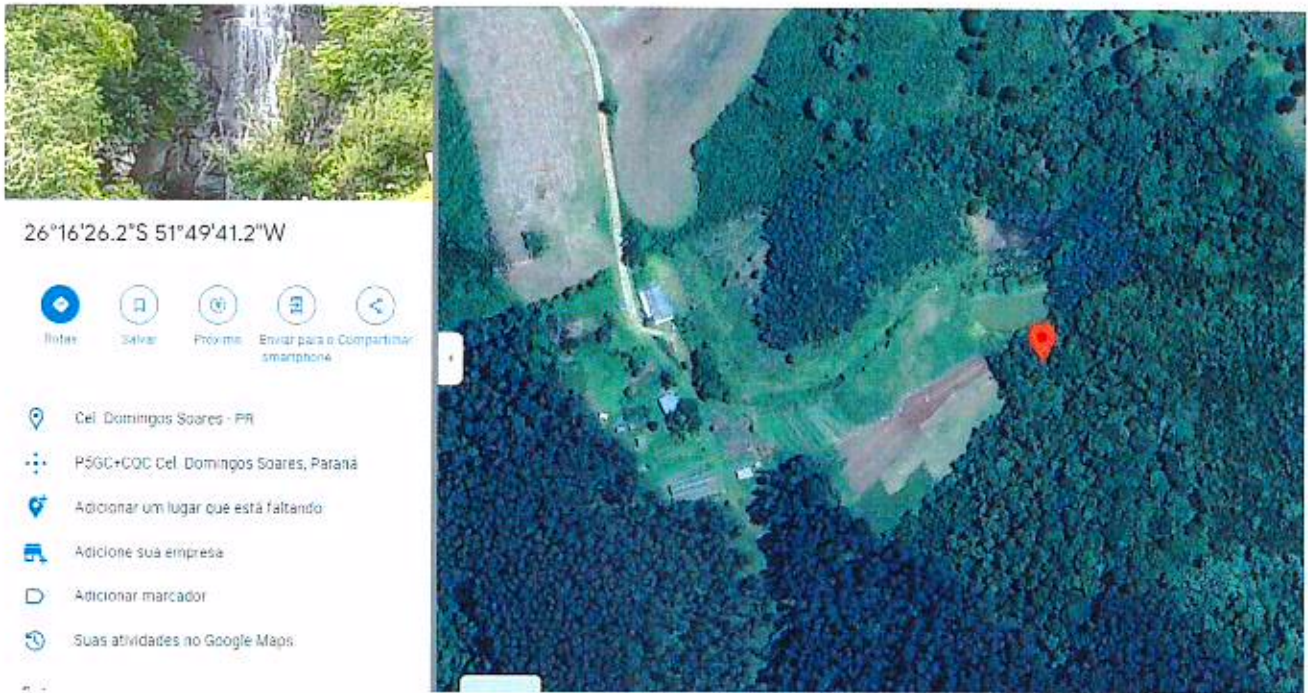 26°16'26.2"S 51°49'41.2"W
Rotas
Salvar
Próximo
Enviar para o smartphone
Compartilhar
Cel. Domingos Soares - PR
P5GC+CQC Cel. Domingos Soares, Paraná
Adicionar um lugar que está faltando
Adicione sua empresa
Adicionar marcador
Suas atividades no Google Maps